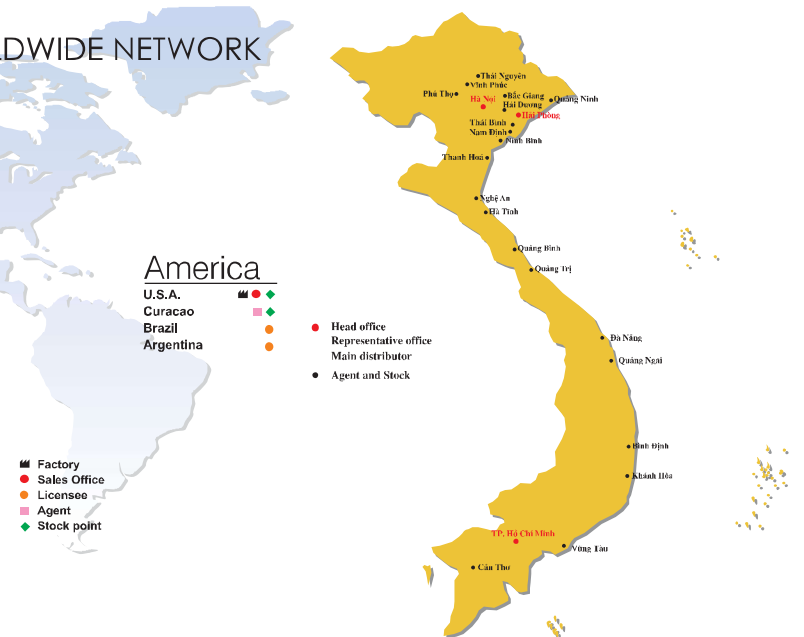 LDWIDE NETWORK
America
U.S.A.
Curacao
Brazil
Argentina
Factory
Sales Office
Licensee
Agent
Stock point
Head office
Representative office
Main distributor
Agent and Stock
Thái Nguyên
Vĩnh Phúc
Phú Thọ
Hà Nội
Bắc Giang
Hải Dương
Quảng Ninh
Hải Phòng
Thái Bình
Nam Định
Ninh Bình
Thanh Hoá
Nghệ An
Hà Tĩnh
Quảng Bình
Quảng Trị
Đà Nẵng
Quảng Ngãi
Bình Định
Khánh Hòa
TP. Hồ Chí Minh
Vũng Tàu
Cần Thơ